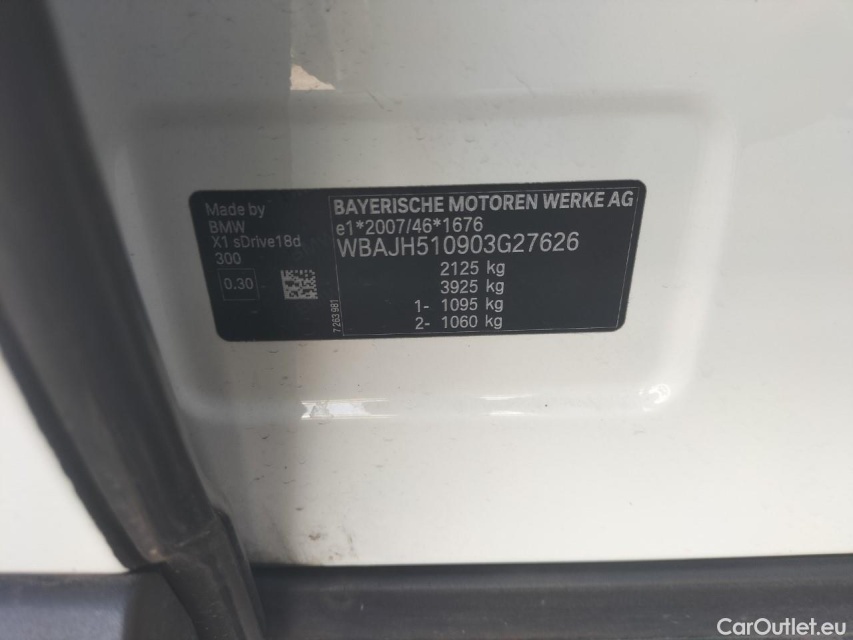 Made by
BMW
X1 sDrive18d
300
0.30
7 263 981
BAYERISCHE MOTOREN WERKE AG
e1*2007/46*1676
WBAJH510903G27626
2125 kg
3925 kg
1- 1095 kg
2- 1060 kg
CarOutlet.eu